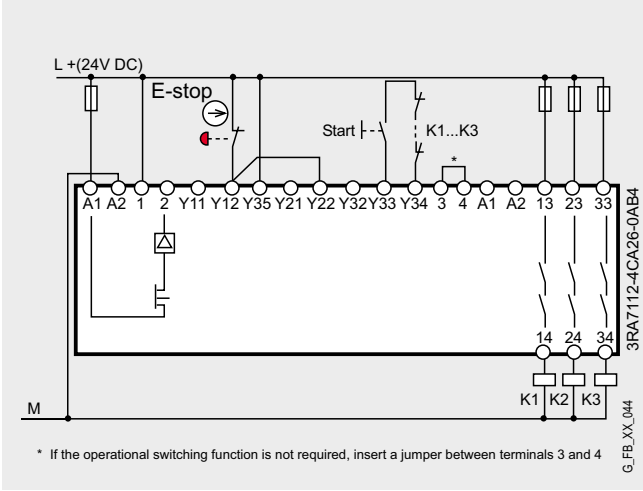 L +(24V DC)
E-stop
Start
K1...K3
*
A1 A2 1 2 Y11 Y12 Y35 Y21 Y22 Y32 Y33 Y34 3 4 A1 A2 13 23 33
14 24 34
K1 K2 K3
M
3RA7112-4CA26-0AB4
G_FB_XX_044
* If the operational switching function is not required, insert a jumper between terminals 3 and 4